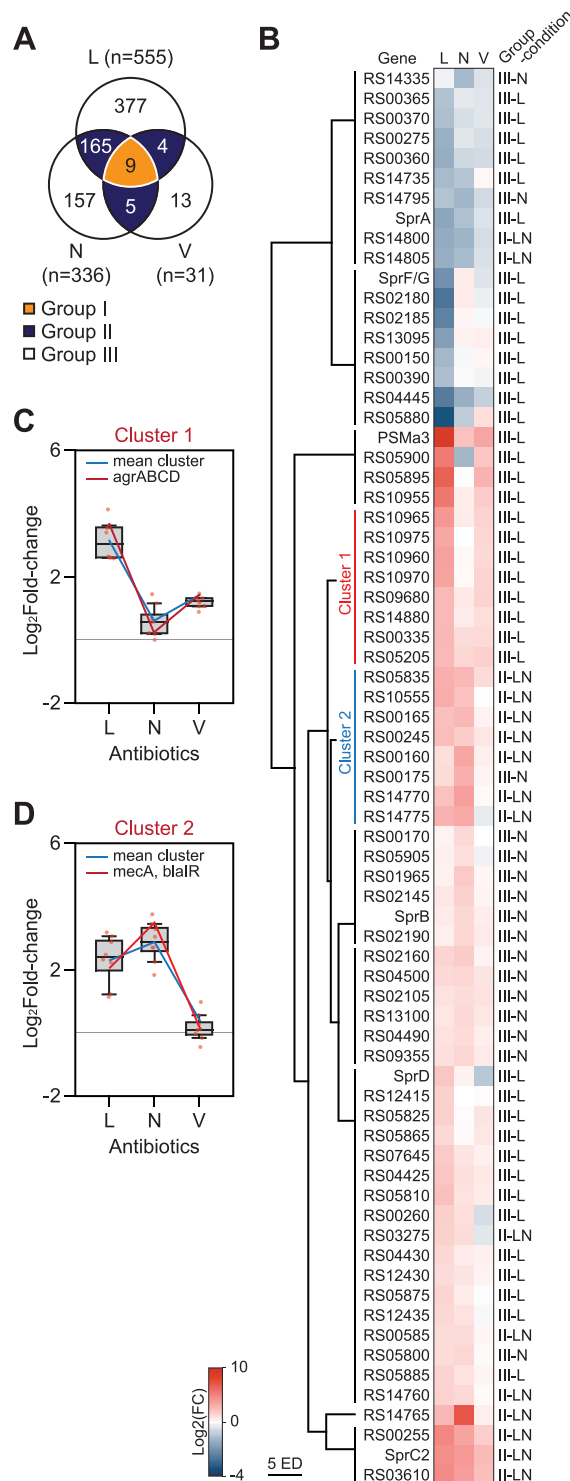 A
L (n=555)
377
165
4
9
157
5
13
N
(n=336)
V
(n=31)
Group I
Group II
Group III
B
Gene L N V Group -condition
RS14335 III-N
RS00365 III-L
RS00370 III-L
RS00275 III-L
RS00360 III-L
RS14735 III-L
RS14795 III-N
SprA III-L
RS14800 II-LN
RS14805 II-LN
SprF/G III-L
RS02180 III-L
RS02185 III-L
RS13095 III-L
RS00150 III-L
RS00390 III-L
RS04445 III-L
RS05880 III-L
PSMa3 III-L
RS05900 III-L
RS05895 III-L
RS10955 III-L
Cluster 1
RS10965 III-L
RS10975 III-L
RS10960 III-L
RS10970 III-L
RS09680 III-L
RS14880 III-L
RS00335 III-L
RS05205 III-L
Cluster 2
RS05835 II-LN
RS10555 II-LN
RS00165 II-LN
RS00245 II-LN
RS00160 II-LN
RS00175 III-N
RS14770 II-LN
RS14775 II-LN
RS00170 III-N
RS05905 III-N
RS01965 III-N
RS02145 III-N
SprB III-N
RS02190 III-N
RS02160 III-N
RS04500 III-N
RS02105 III-N
RS13100 III-N
RS04490 III-N
RS09355 III-N
SprD III-L
RS12415 III-L
RS05825 III-L
RS05865 III-L
RS07645 III-L
RS04425 III-L
RS05810 III-L
RS00260 III-L
RS03275 II-LN
RS04430 III-L
RS12430 III-L
RS05875 III-L
RS12435 III-L
RS00585 II-LN
RS05800 III-N
RS05885 III-L
RS14760 II-LN
RS14765 II-LN
RS00255 II-LN
SprC2 II-LN
RS03610 II-LN
C
Cluster 1
mean cluster
agrABCD
6
2
-2
Log2Fold-change
L N V
Antibiotics
D
Cluster 2
mean cluster
mecA, blaIR
6
2
-2
Log2Fold-change
L N V
Antibiotics
Log2(FC)
10
0
-4
5 ED